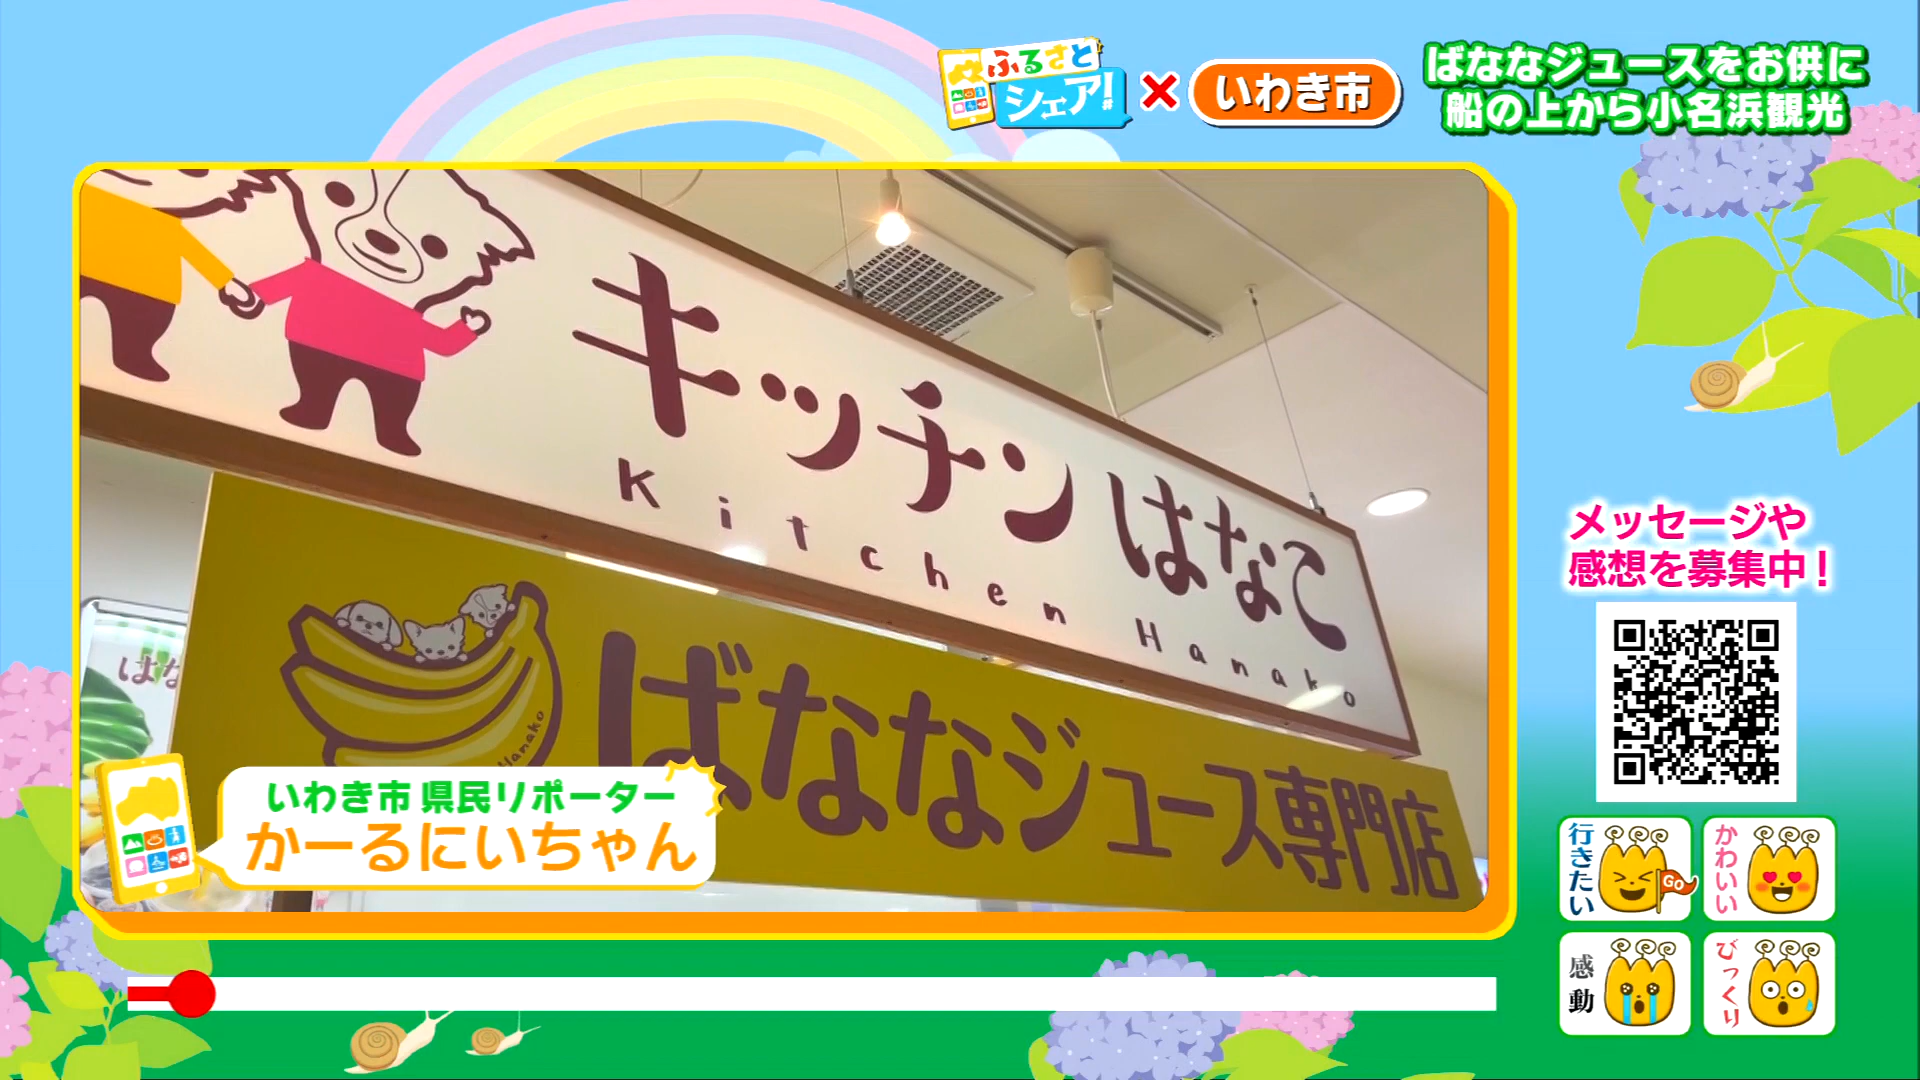 ふるさと
シェア!
×
いわき市
ばななジュースをお供に
船の上から小名浜観光
キッチンはなこ
Kitchen Hanako
Hanako
ばななジュース専門店
はな
いわき市 県民リポーター
かーるにいちゃん
メッセージや
感想を募集中!
行きたい
GO
かわいい
感動
びっくり